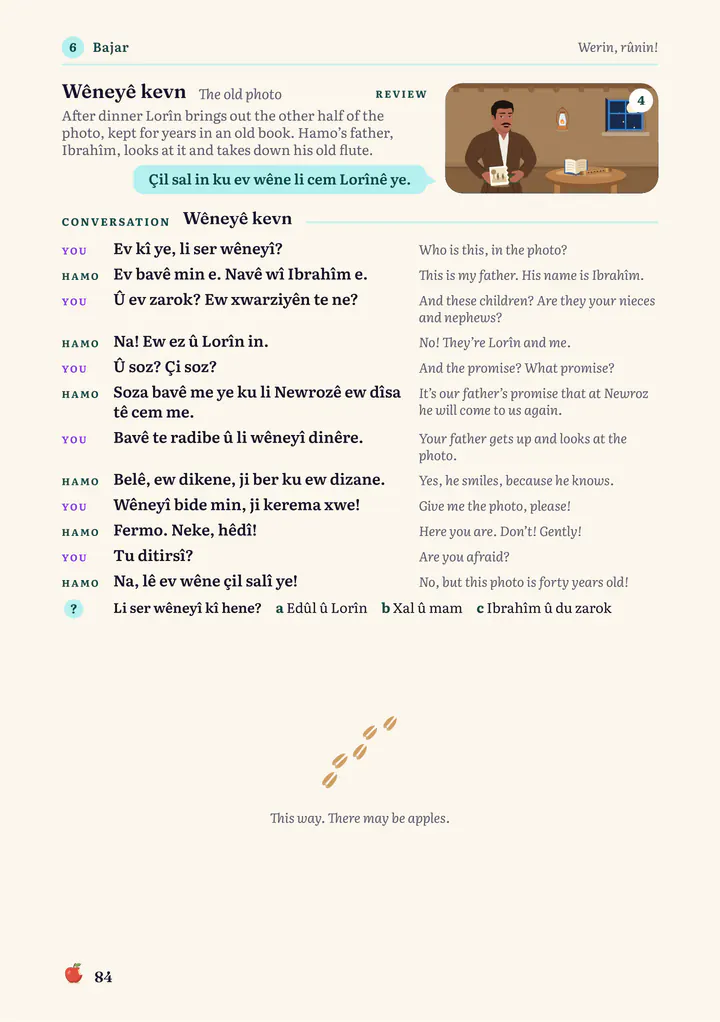 6 Bajar
Werin, rûnin!
Wêneyê kevn The old photo REVIEW
After dinner Lorîn brings out the other half of the
photo, kept for years in an old book. Hamo’s father,
Ibrahîm, looks at it and takes down his old flute.
4
Çil sal in ku ev wêne li cem Lorînê ye.
CONVERSATION Wêneyê kevn
YOU Ev kî ye, li ser wêneyî? Who is this, in the photo?
HAMO Ev bavê min e. Navê wî Ibrahîm e. This is my father. His name is Ibrahîm.
YOU Û ev zarok? Ew xwarziyên te ne? And these children? Are they your nieces
and nephews?
HAMO Na! Ew ez û Lorîn in. No! They’re Lorîn and me.
YOU Û soz? Çi soz? And the promise? What promise?
HAMO Soza bavê me ye ku li Newrozê ew dîsa It’s our father’s promise that at Newroz
tê cem me. he will come to us again.
YOU Bavê te radibe û li wêneyî dinêre. Your father gets up and looks at the
photo.
HAMO Belê, ew dikene, ji ber ku ew dizane. Yes, he smiles, because he knows.
YOU Wêneyî bide min, ji kerema xwe! Give me the photo, please!
HAMO Fermo. Neke, hêdî! Here you are. Don’t! Gently!
YOU Tu ditirsî? Are you afraid?
HAMO Na, lê ev wêne çil salî ye! No, but this photo is forty years old!
? Li ser wêneyî kî hene? a Edûl û Lorîn b Xal û mam c Ibrahîm û du zarok
This way. There may be apples.
84